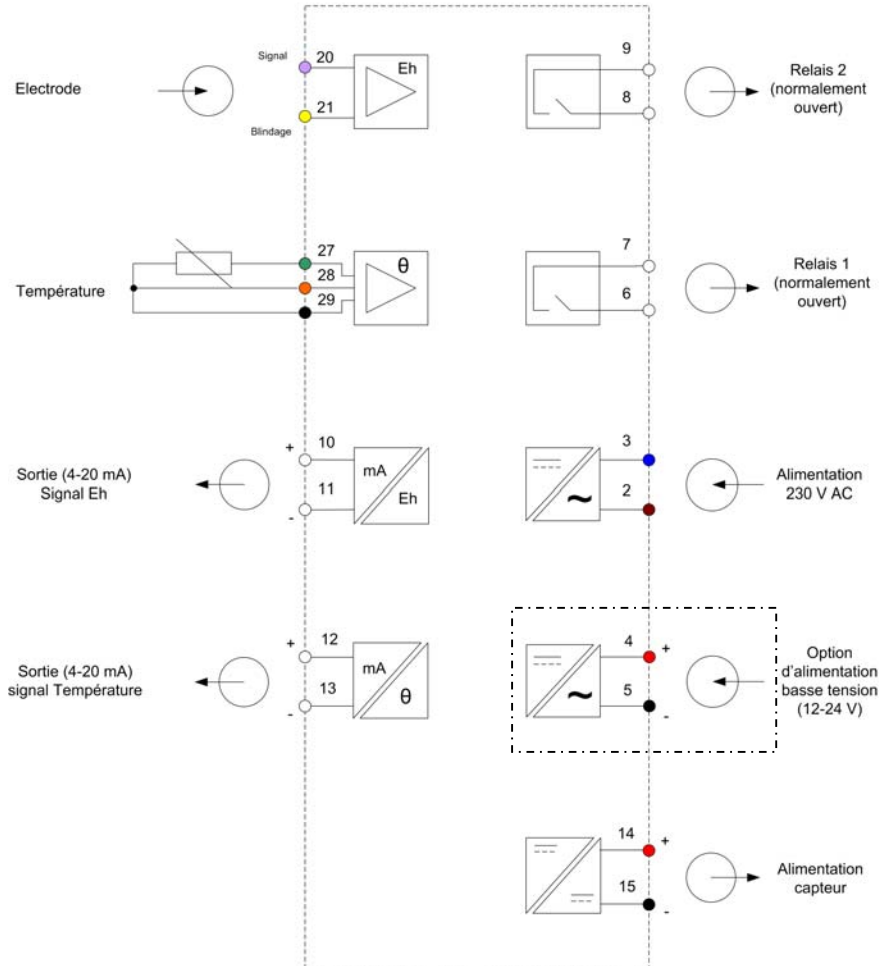 Electrode
Signal
20
21
Blindage
Eh
9
8
Relais 2
(normalement
ouvert)
Température
27
28
29
θ
7
6
Relais 1
(normalement
ouvert)
Sortie (4-20 mA)
Signal Eh
+
10
11
-
mA
Eh
~
3
2
Alimentation
230 V AC
Sortie (4-20 mA)
signal Température
+
12
13
-
mA
θ
~
4
5
+
-
Option
d'alimentation
basse tension
(12-24 V)
14
15
+
-
Alimentation
capteur